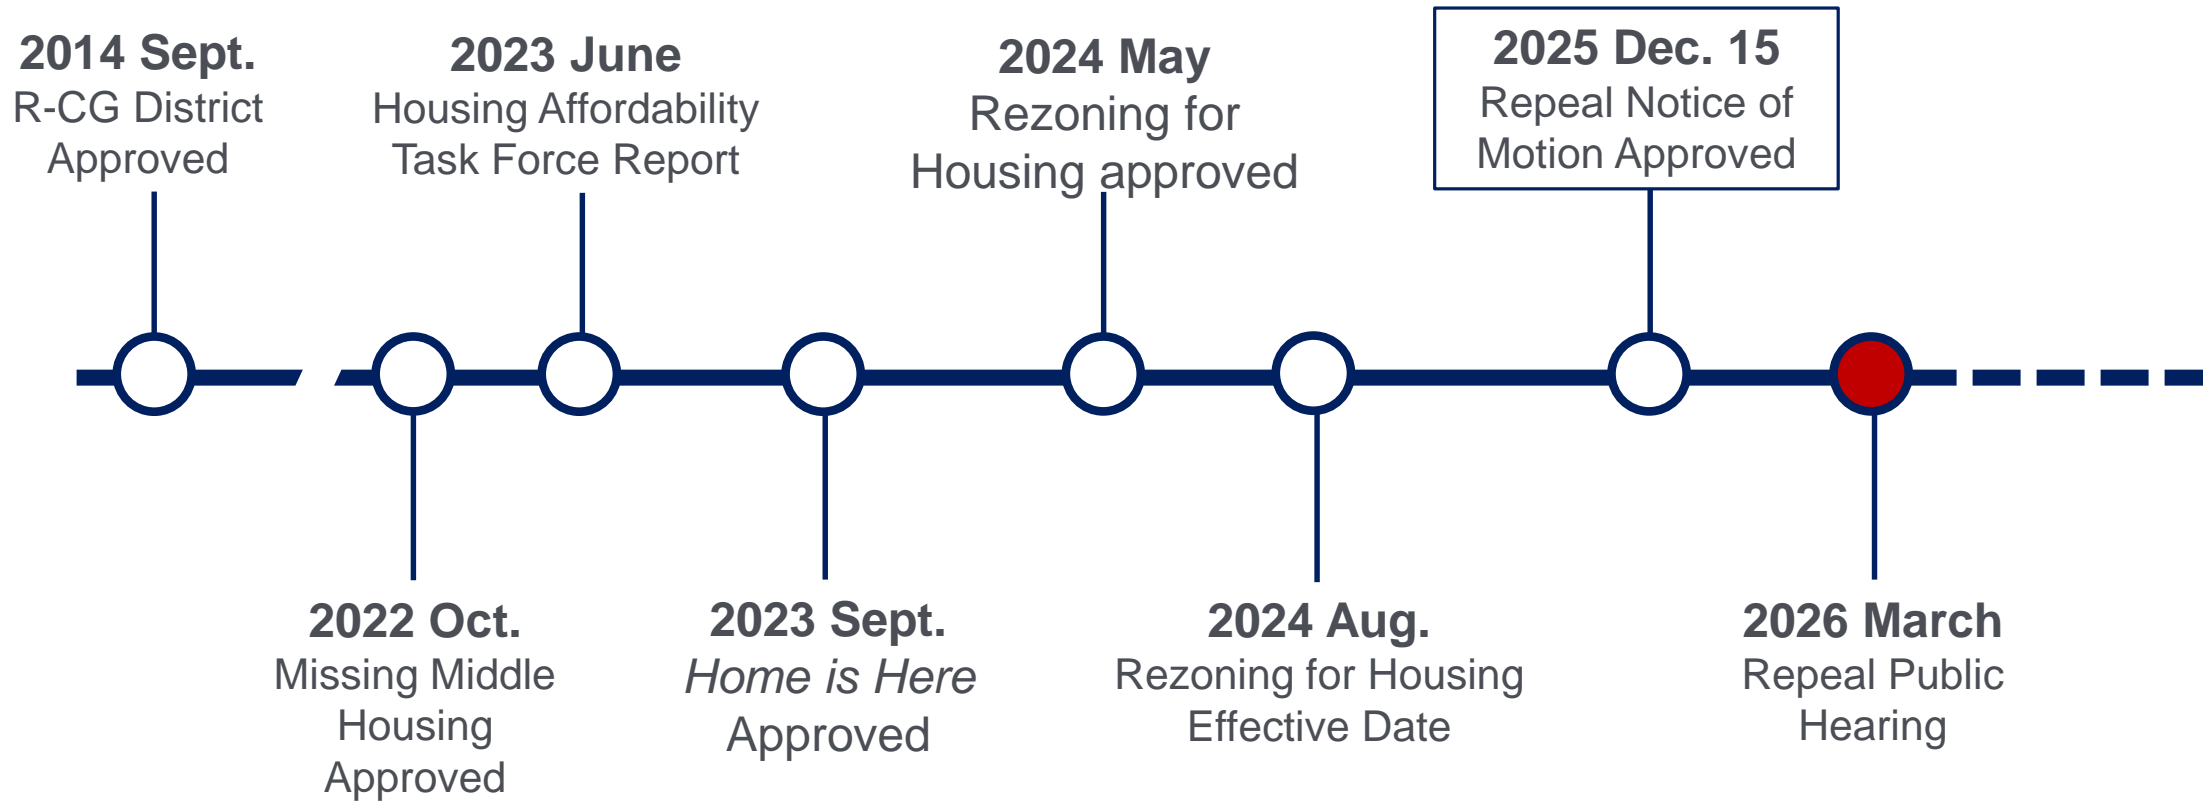 2014 Sept.
R-CG District
Approved
2023 June
Housing Affordability
Task Force Report
2024 May
Rezoning for
Housing approved
2025 Dec. 15
Repeal Notice of
Motion Approved
2022 Oct.
Missing Middle
Housing
Approved
2023 Sept.
Home is Here
Approved
2024 Aug.
Rezoning for Housing
Effective Date
2026 March
Repeal Public
Hearing